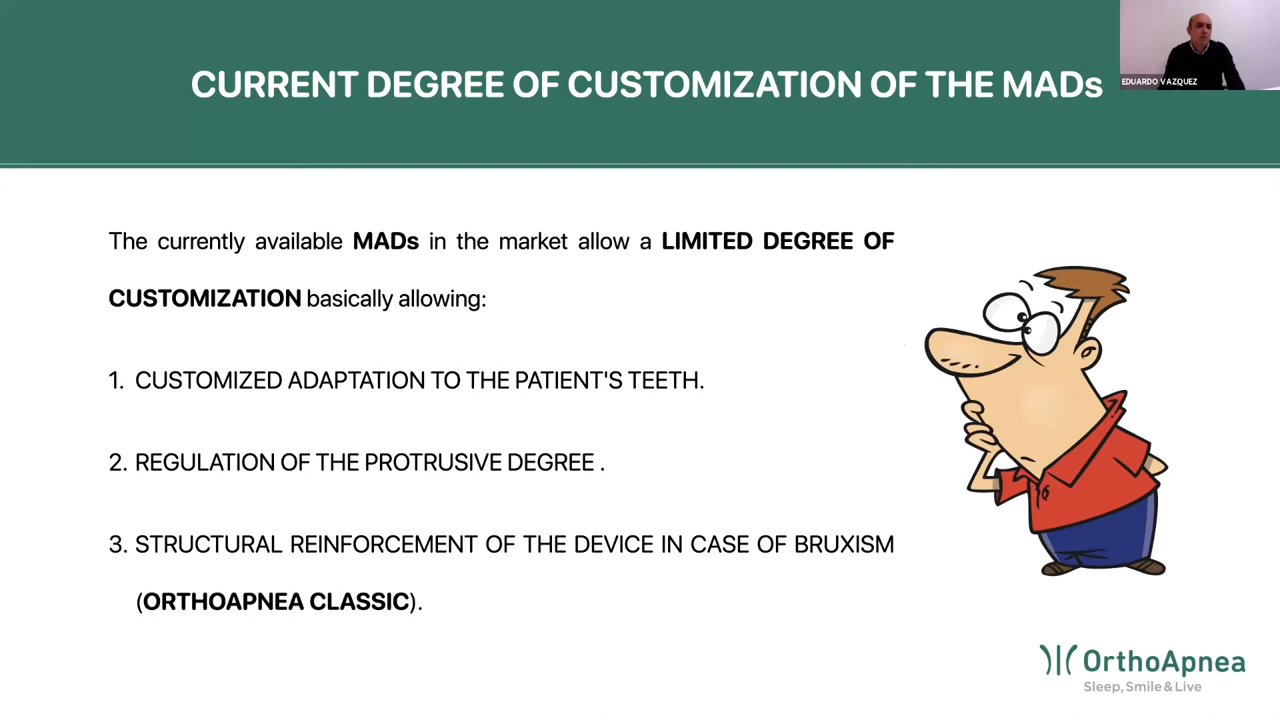 CURRENT DEGREE OF CUSTOMIZATION OF THE MADs
EDUARDO VAZQUEZ
The currently available MADs in the market allow a LIMITED DEGREE OF
CUSTOMIZATION basically allowing:
1. CUSTOMIZED ADAPTATION TO THE PATIENT'S TEETH.
2. REGULATION OF THE PROTRUSIVE DEGREE .
3. STRUCTURAL REINFORCEMENT OF THE DEVICE IN CASE OF BRUXISM
(ORTHOAPNEA CLASSIC).
OrthoApnea
Sleep, Smile & Live